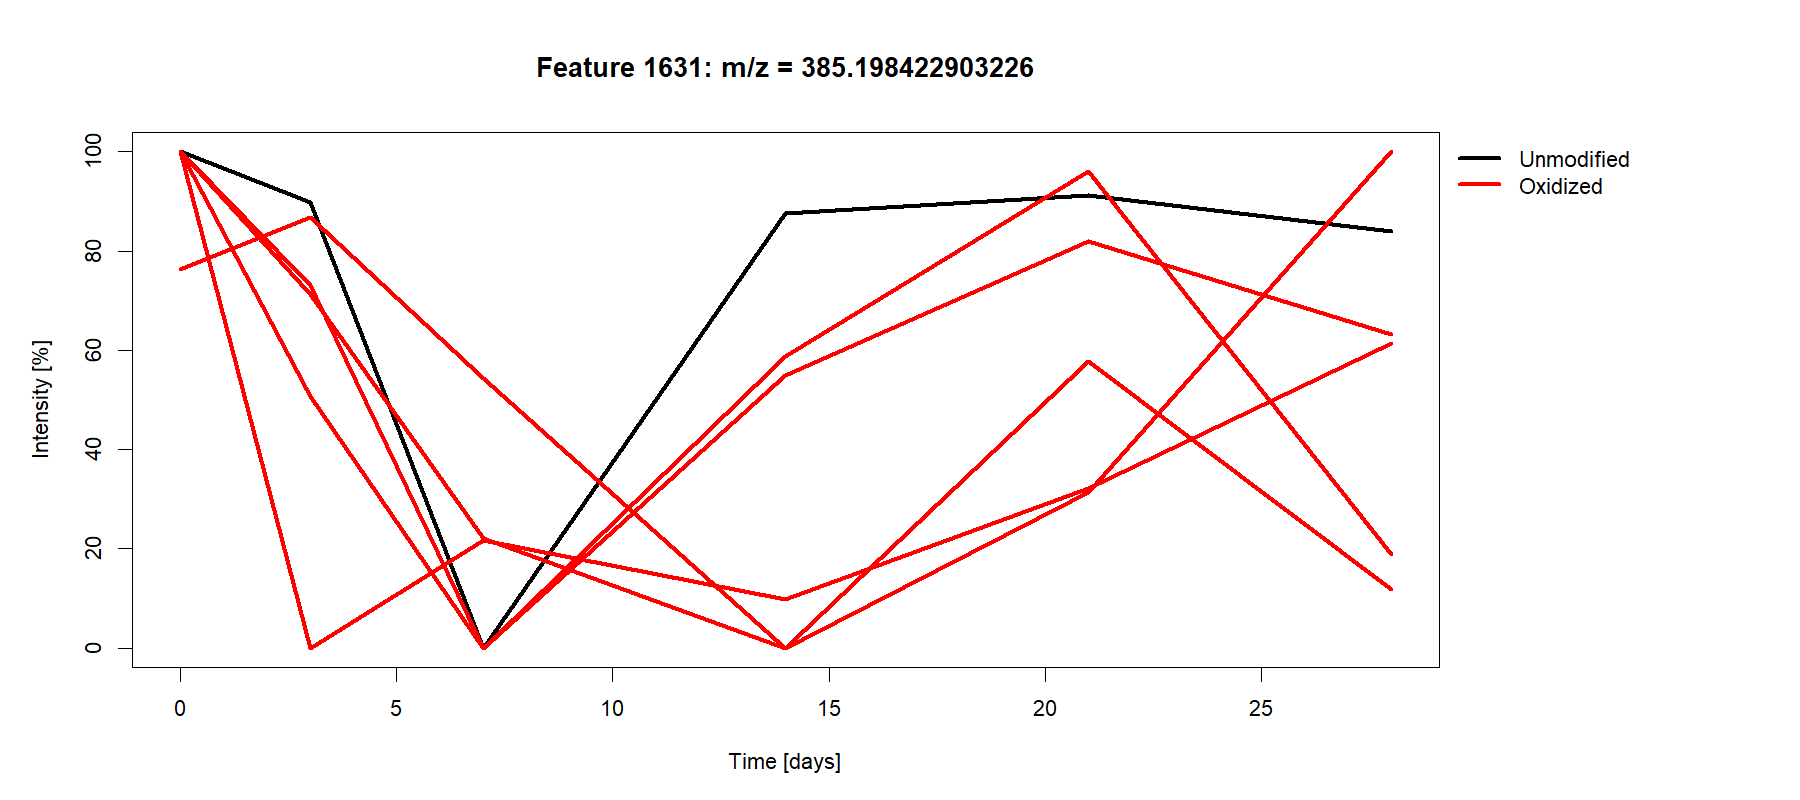 Feature 1631: m/z = 385.198422903226
Unmodified
Oxidized
Intensity [%]
100
80
60
40
20
0
0 5 10 15 20 25
Time [days]